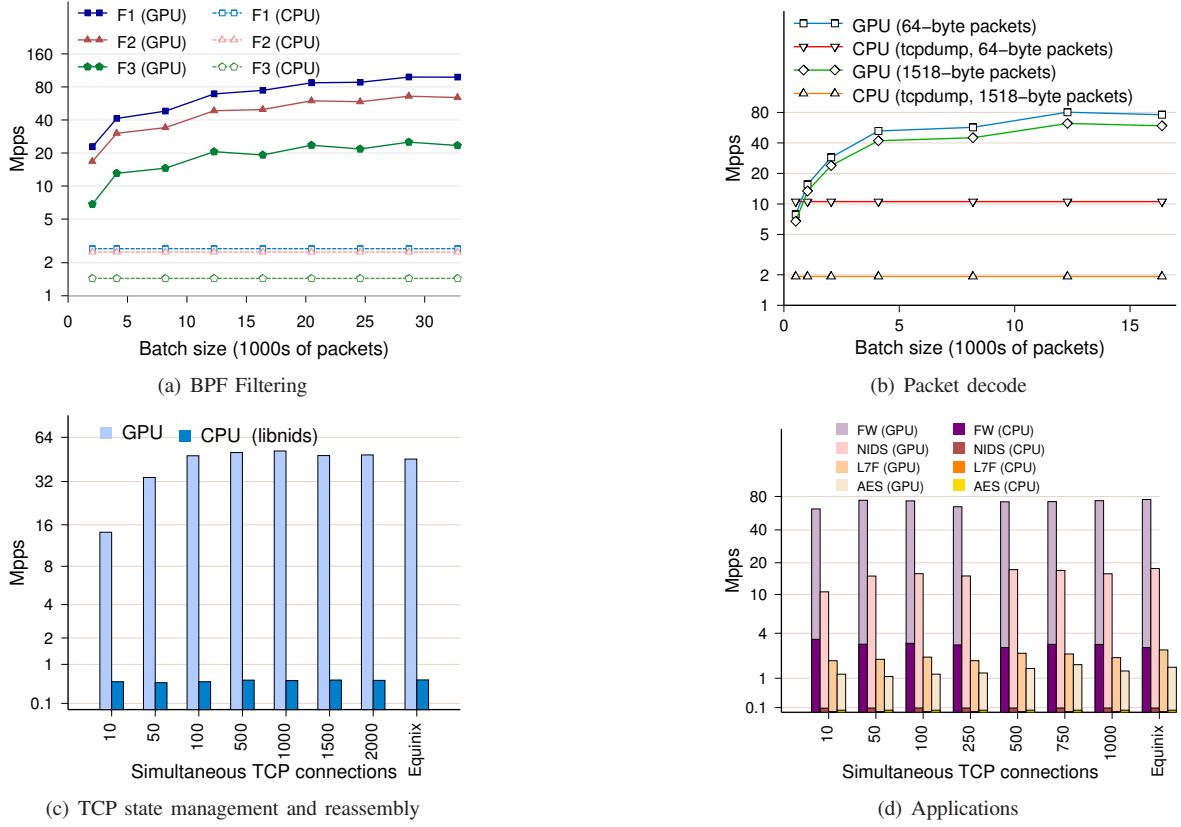 F1 (GPU)
F2 (GPU)
F3 (GPU)
F1 (CPU)
F2 (CPU)
F3 (CPU)
Mpps
160
80
40
20
10
5
2
1
0 5 10 15 20 25 30
Batch size (1000s of packets)
(a) BPF Filtering
GPU (64−byte packets)
CPU (tcpdump, 64−byte packets)
GPU (1518−byte packets)
CPU (tcpdump, 1518−byte packets)
Mpps
80
40
20
10
5
2
1
0 5 10 15
Batch size (1000s of packets)
(b) Packet decode
GPU CPU (libnids)
Mpps
64
32
16
8
4
2
1
0.1
10 50 100 500 1000 1500 2000 Equinix
Simultaneous TCP connections
(c) TCP state management and reassembly
FW (GPU)
NIDS (GPU)
L7F (GPU)
AES (GPU)
FW (CPU)
NIDS (CPU)
L7F (CPU)
AES (CPU)
Mpps
80
40
20
10
4
1
0.1
10 50 100 250 500 750 1000 Equinix
Simultaneous TCP connections
(d) Applications